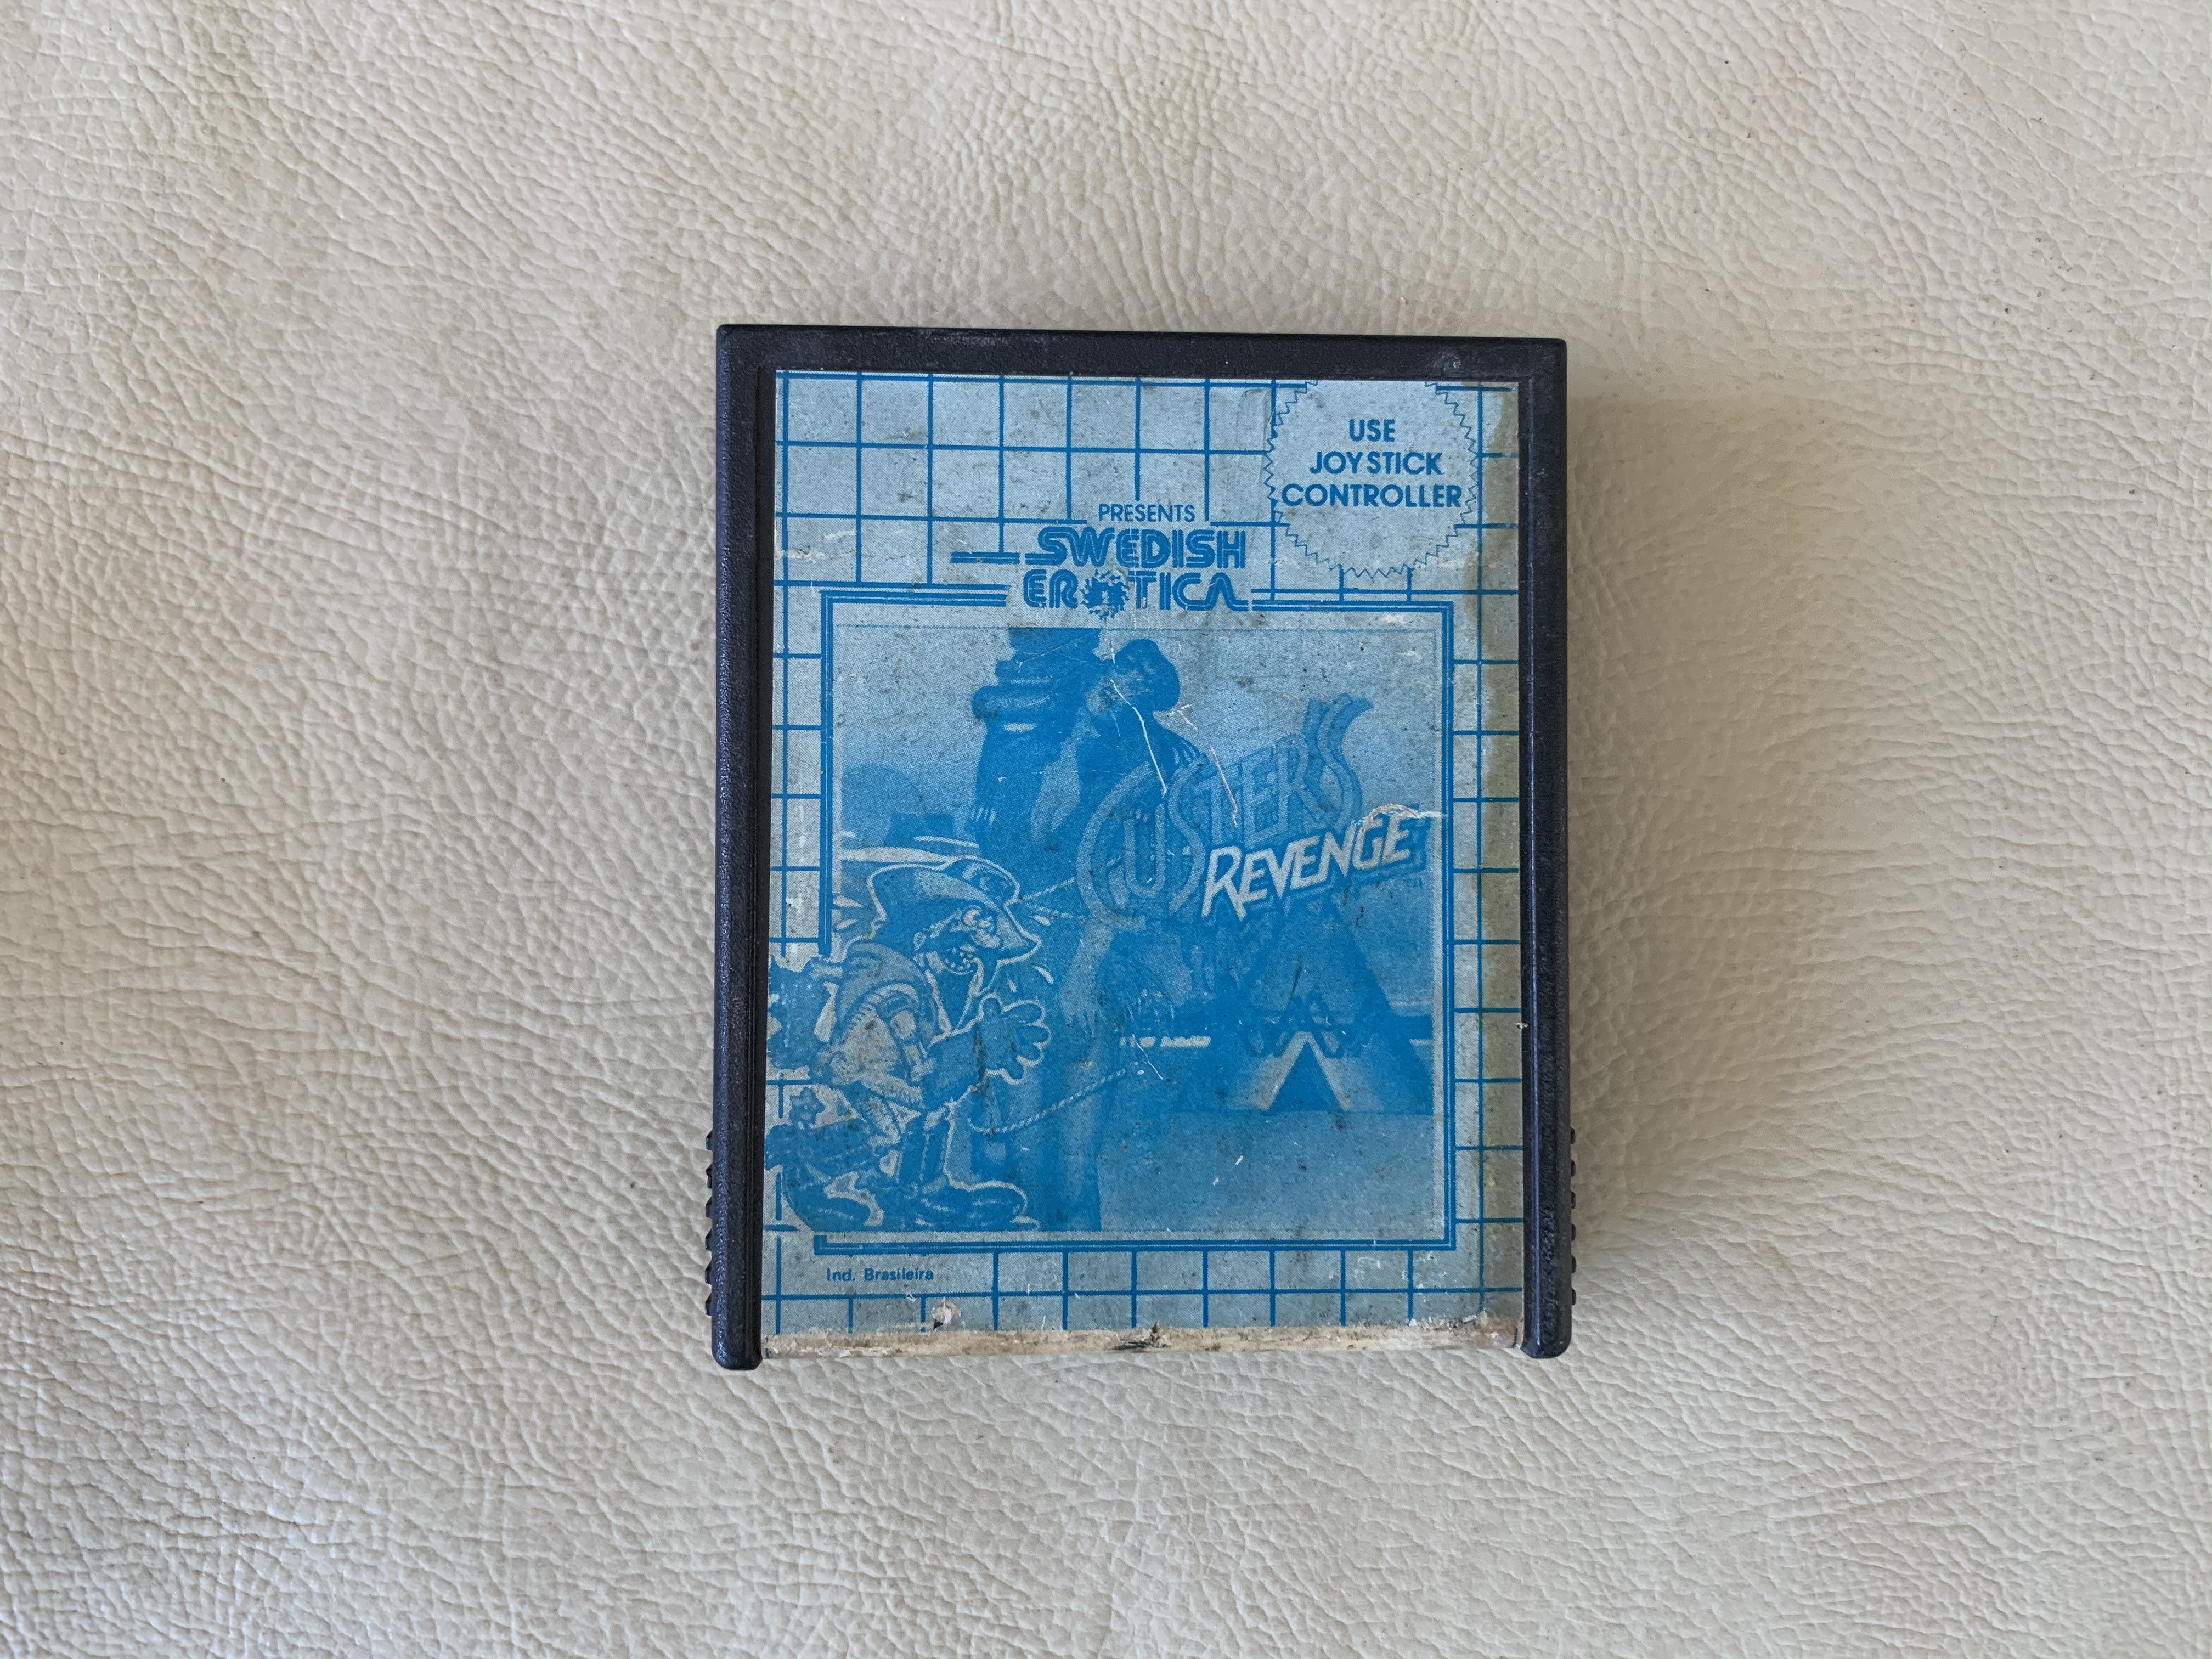 USE
JOYSTICK
CONTROLLER
PRESENTS
SWEDISH
EROTICA
CUSTER'S
REVENGE
Ind. Brasileira